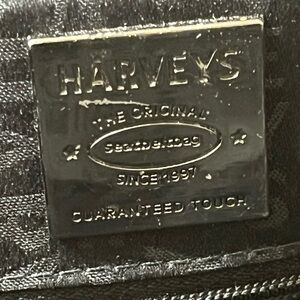 HARVEYS
THE ORIGINAL
seatbeltbag
SINCE 1997
GUARANTEED TOUGH